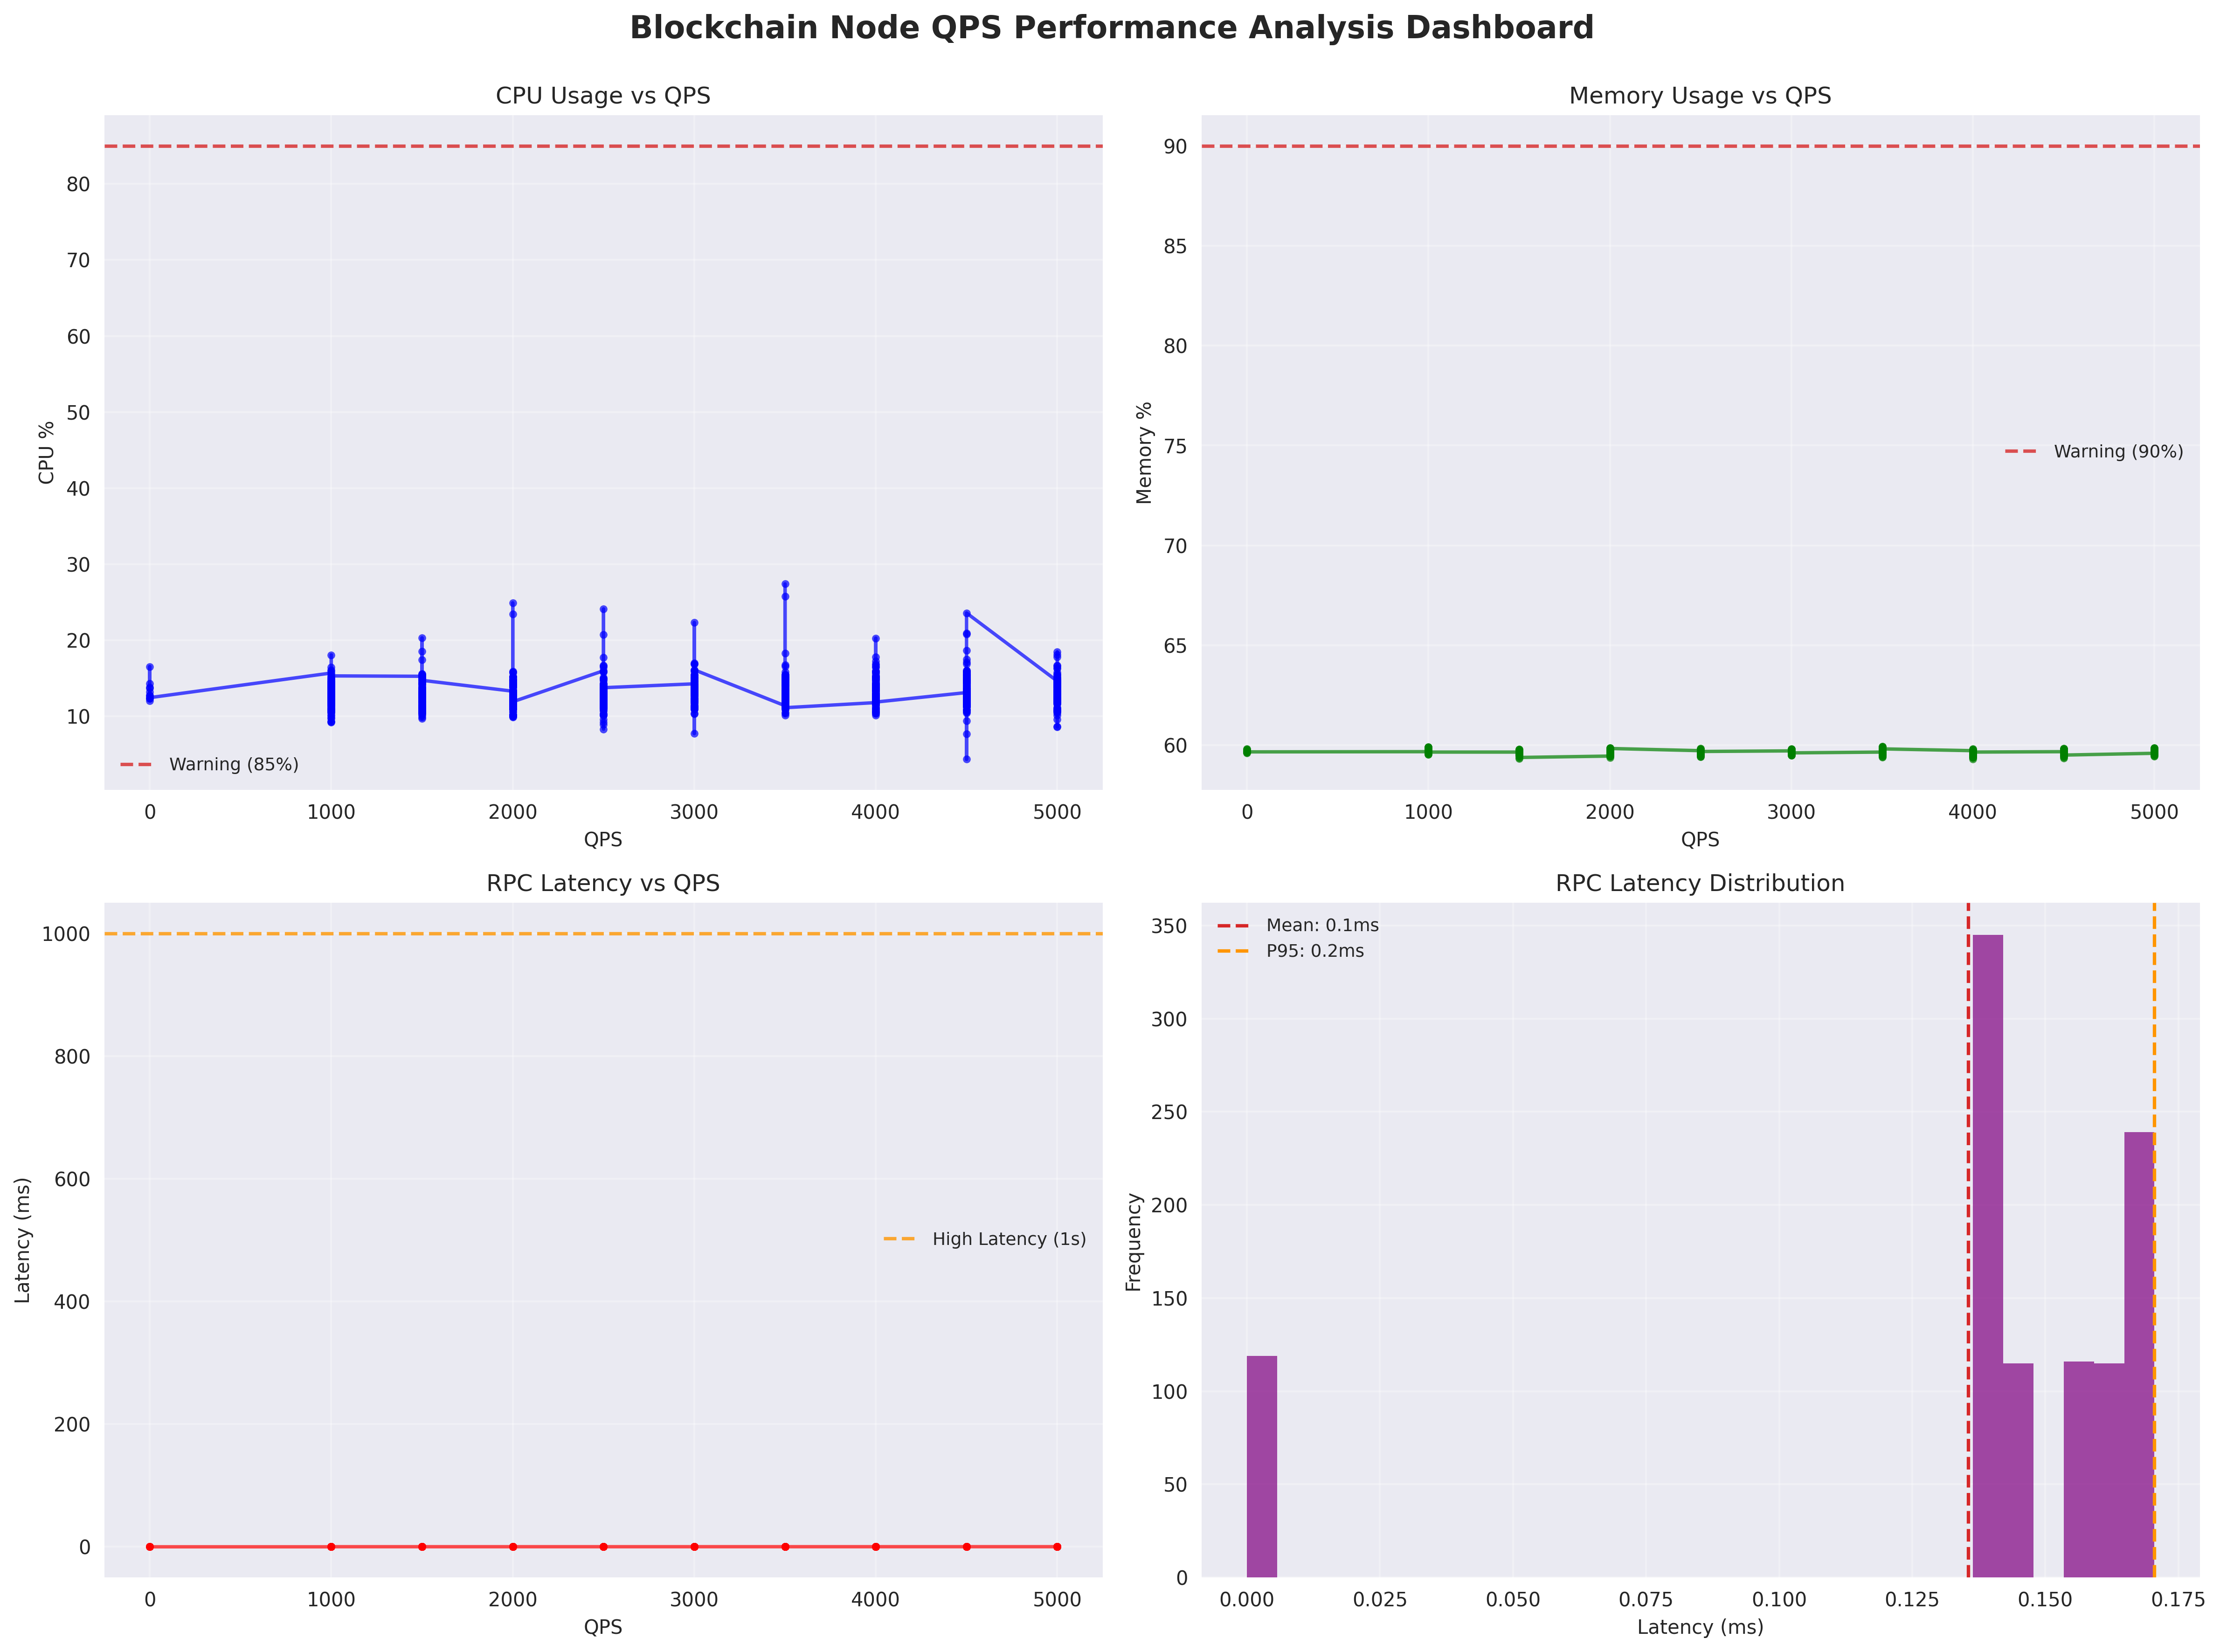 Blockchain Node QPS Performance Analysis Dashboard
CPU Usage vs QPS
CPU %
80
70
60
50
40
30
20
10
Warning (85%)
0 1000 2000 3000 4000 5000
QPS
Memory Usage vs QPS
Memory %
90
85
80
75
70
65
60
Warning (90%)
0 1000 2000 3000 4000 5000
QPS
RPC Latency vs QPS
Latency (ms)
1000
800
600
400
200
0
High Latency (1s)
0 1000 2000 3000 4000 5000
QPS
RPC Latency Distribution
Frequency
350
300
250
200
150
100
50
0
Mean: 0.1ms
P95: 0.2ms
0.000 0.025 0.050 0.075 0.100 0.125 0.150 0.175
Latency (ms)